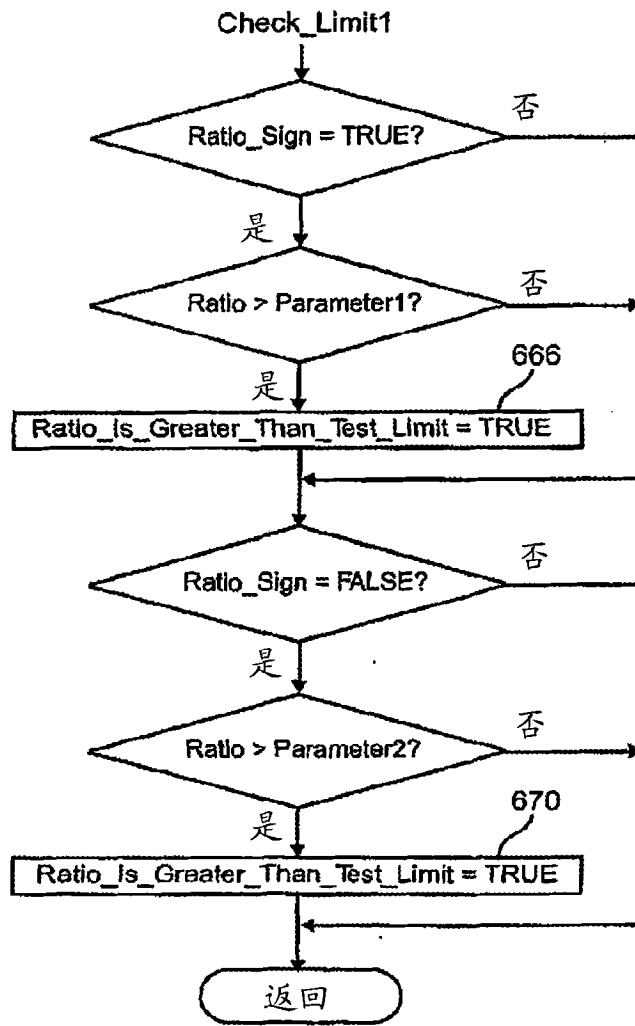 Check_Limit1
否
Ratio_Sign = TRUE?
是
否
Ratio > Parameter1?
666
是
Ratio_Is_Greater_Than_Test_Limit = TRUE
否
Ratio_Sign = FALSE?
是
否
Ratio > Parameter2?
670
是
Ratio_Is_Greater_Than_Test_Limit = TRUE
返回